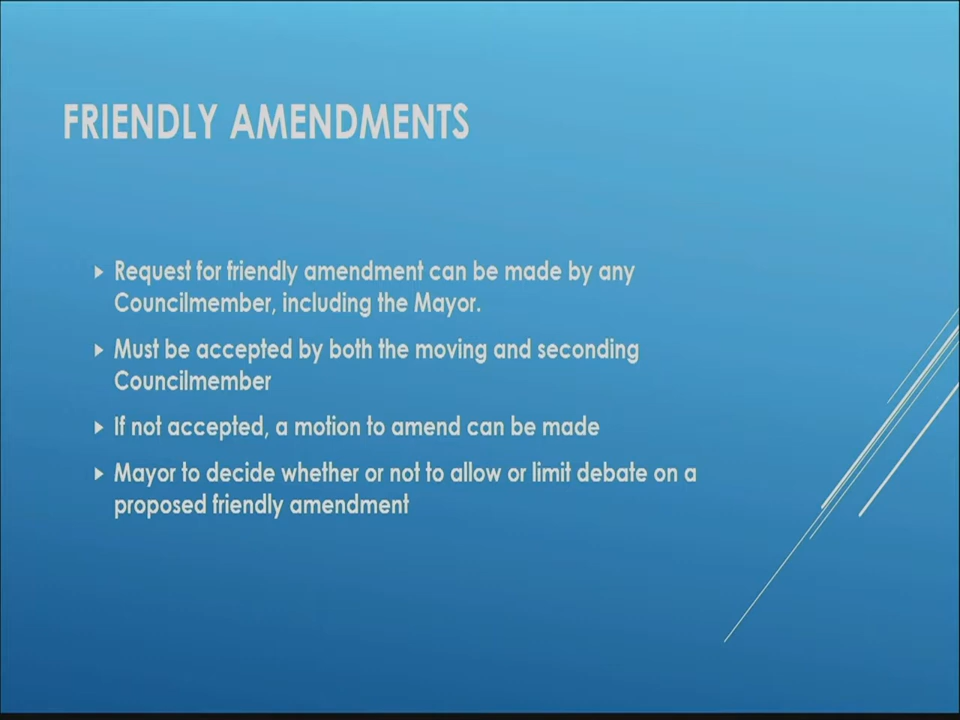 FRIENDLY AMENDMENTS
Request for friendly amendment can be made by any
Councilmember, including the Mayor.
Must be accepted by both the moving and seconding
Councilmember
If not accepted, a motion to amend can be made
Mayor to decide whether or not to allow or limit debate on a
proposed friendly amendment